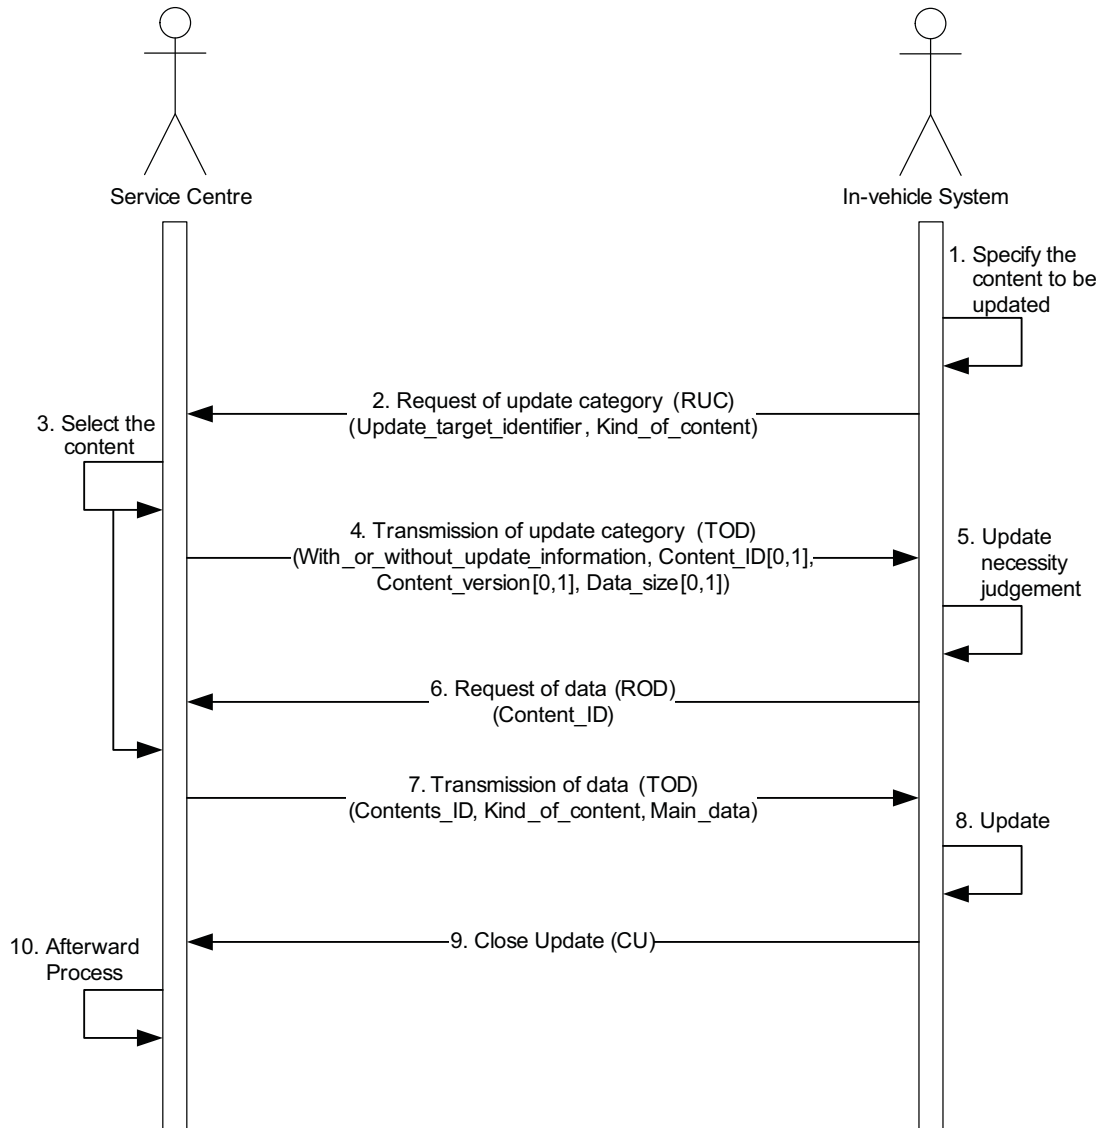 Service Centre
In-vehicle System
1. Specify the
content to be
updated
2. Request of update category (RUC)
(Update_target_identifier, Kind_of_content)
3. Select the
content
4. Transmission of update category (TOD)
(With_or_without_update_information, Content_ID[0,1],
Content_version[0,1], Data_size[0,1])
5. Update
necessity
judgement
6. Request of data (ROD)
(Content_ID)
7. Transmission of data (TOD)
(Contents_ID, Kind_of_content, Main_data)
8. Update
9. Close Update (CU)
10. Afterward
Process